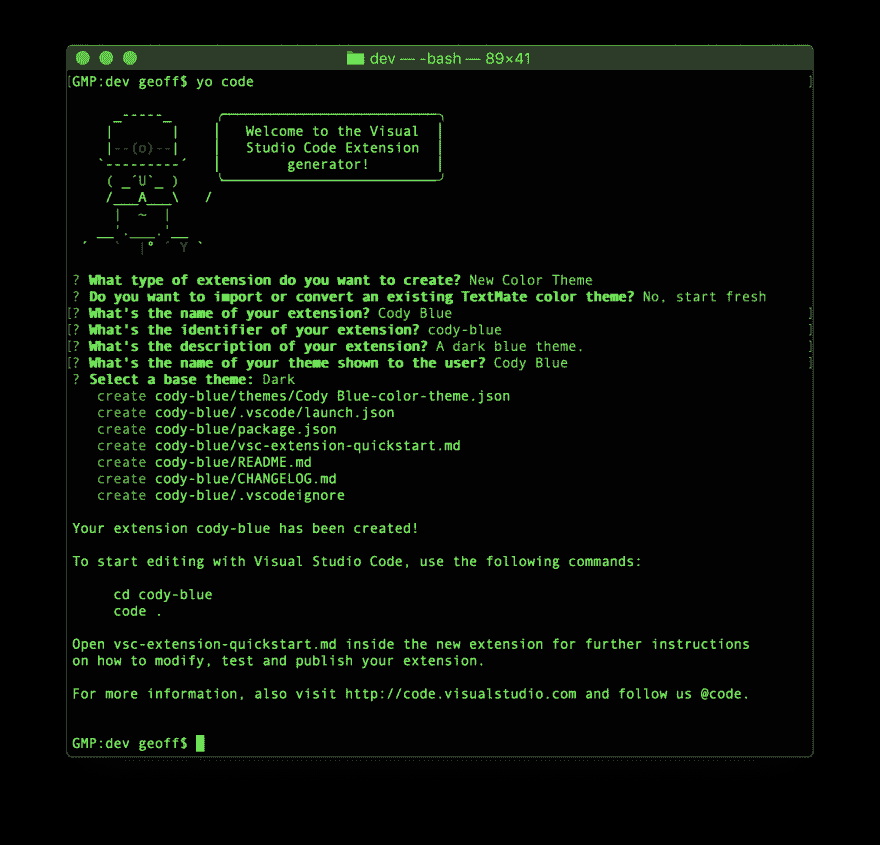 dev — -bash — 89×41
[GMP:dev geoff$ yo code ]
     _-----_     ╭──────────────────────────╮
    |       |    │   Welcome to the Visual  │
    |--(o)--|    │   Studio Code Extension  │
   `---------´   │        generator!        │
    ( _´U`_ )    ╰──────────────────────────╯
    /___A___\   /
     |  ~  |
   __'.___.'__
 ´   `  |° ´ Y `
? What type of extension do you want to create? New Color Theme
? Do you want to import or convert an existing TextMate color theme? No, start fresh
[? What's the name of your extension? Cody Blue ]
[? What's the identifier of your extension? cody-blue ]
[? What's the description of your extension? A dark blue theme. ]
[? What's the name of your theme shown to the user? Cody Blue ]
? Select a base theme: Dark
   create cody-blue/themes/Cody Blue-color-theme.json
   create cody-blue/.vscode/launch.json
   create cody-blue/package.json
   create cody-blue/vsc-extension-quickstart.md
   create cody-blue/README.md
   create cody-blue/CHANGELOG.md
   create cody-blue/.vscodeignore
Your extension cody-blue has been created!
To start editing with Visual Studio Code, use the following commands:
     cd cody-blue
     code .
Open vsc-extension-quickstart.md inside the new extension for further instructions
on how to modify, test and publish your extension.
For more information, also visit http://code.visualstudio.com and follow us @code.
GMP:dev geoff$